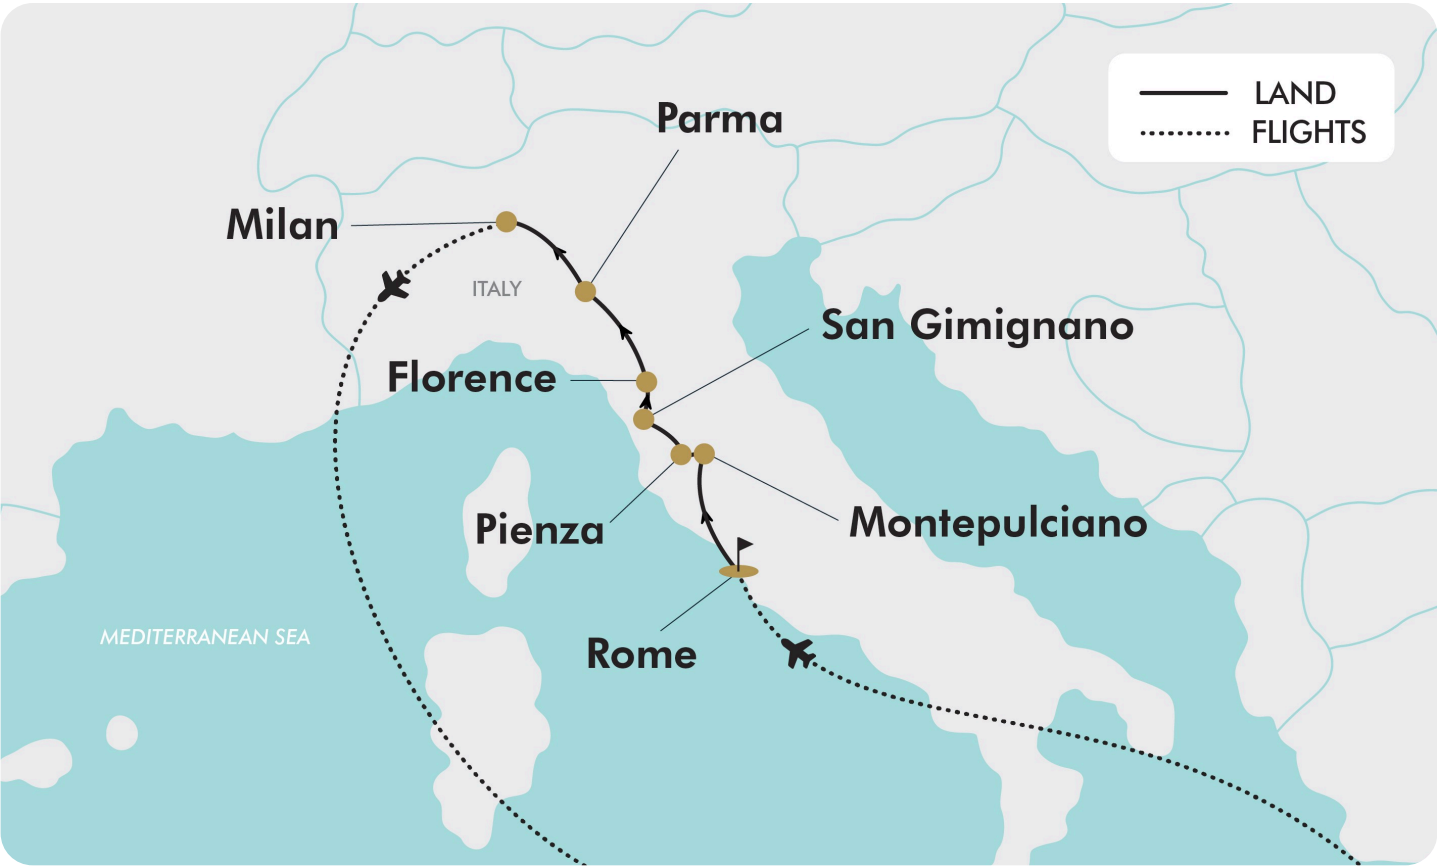 LAND
FLIGHTS
Parma
Milan
ITALY
San Gimignano
Florence
Pienza
Montepulciano
MEDITERRANEAN SEA
Rome